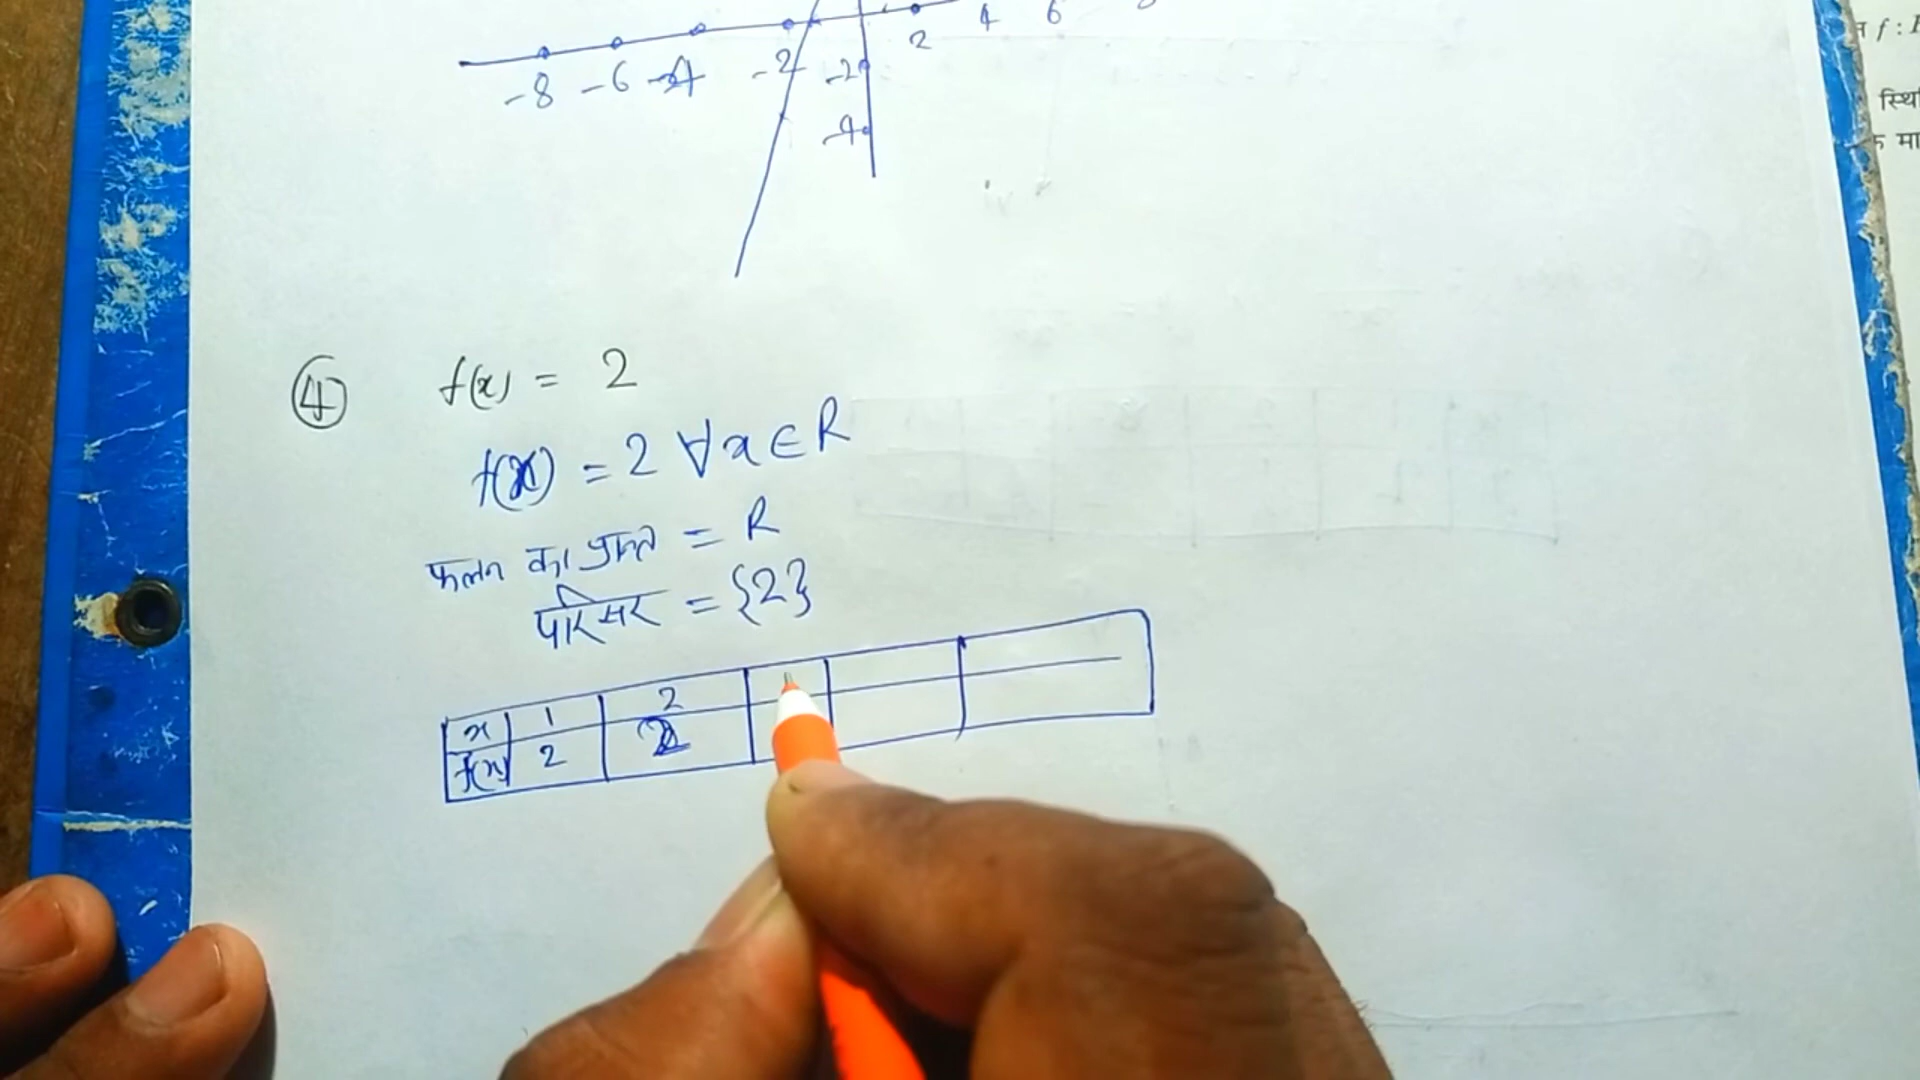 2 4 6
-8 -6 -4 -2 -2
-4
④ f(x) = 2
f(x) = 2 ∀ x ∈ R
फलन का प्रान्त = R
परिसर = {2}
x 1 2
f(x) 2 2
f :